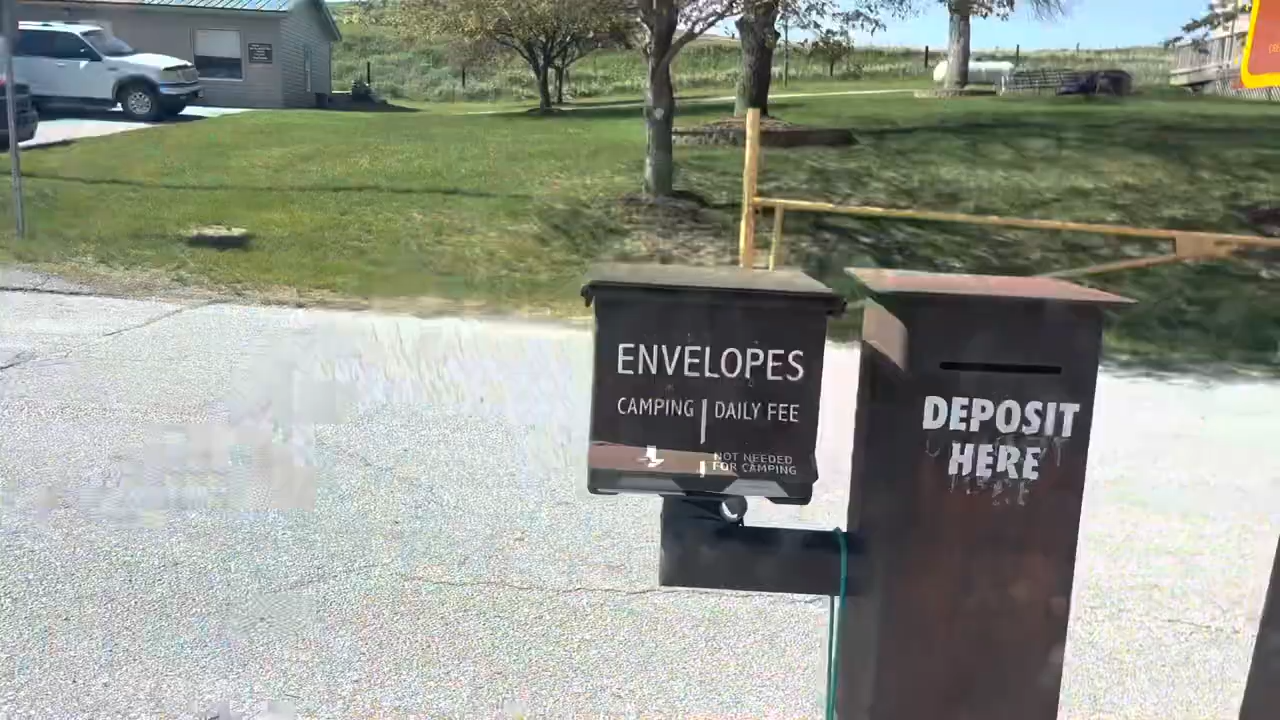 ENVELOPES
CAMPING | DAILY FEE
NOT NEEDED
FOR CAMPING
DEPOSIT
HERE